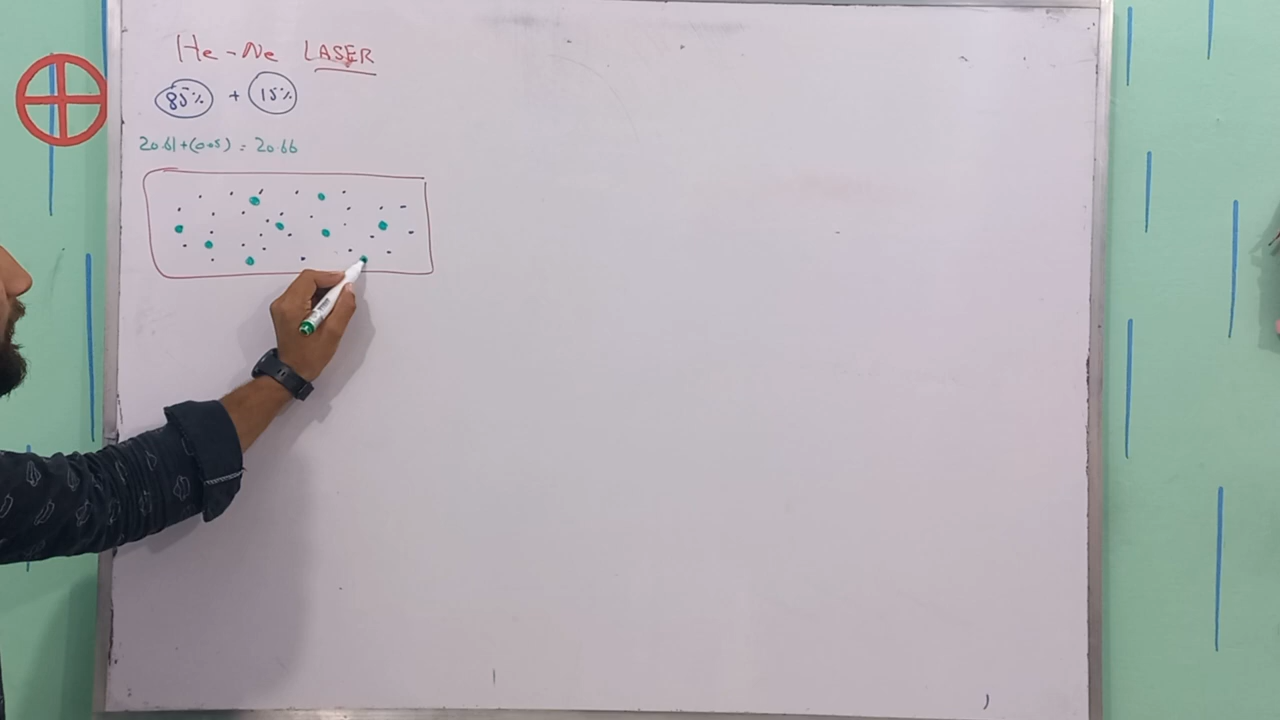 He-Ne LASER
85% + 15%
20.61+(0.05) = 20.66